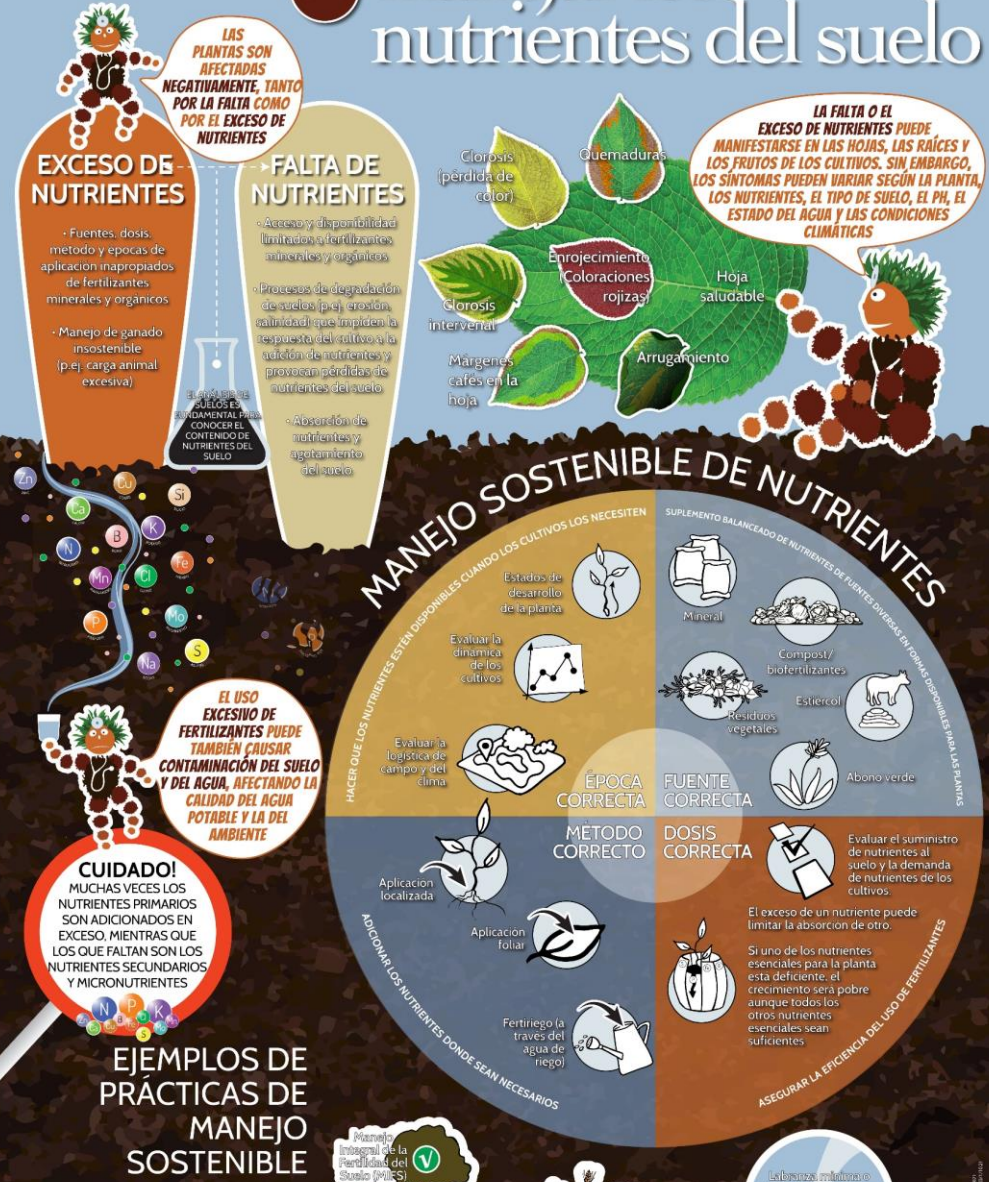 nutrientes del suelo
LAS
PLANTAS SON
AFECTADAS
NEGATIVAMENTE, TANTO
POR LA FALTA COMO
POR EL EXCESO DE
NUTRIENTES
EXCESO DE
NUTRIENTES
• Fuentes, dosis,
método y épocas de
aplicación inapropiados
de fertilizantes
minerales y orgánicos
• Manejo de ganado
insostenible
(p.ej. carga animal
excesiva)
FALTA DE
NUTRIENTES
• Acceso y disponibilidad
limitados a fertilizantes
minerales y orgánicos
• Procesos de degradación
de suelos (p.ej. erosión,
salinidad) que impiden la
respuesta del cultivo a la
adición de nutrientes y
provocan pérdidas de
nutrientes del suelo
• Absorción de
nutrientes y
agotamiento
del suelo
EL ANÁLISIS DE
SUELOS ES
FUNDAMENTAL PARA
CONOCER EL
CONTENIDO DE
NUTRIENTES DEL
SUELO
Clorosis
(pérdida de
color)
Quemaduras
Enrojecimiento
(Coloraciones
rojizas)
Hoja
saludable
Clorosis
intervenal
Márgenes
cafés en la
hoja
Arrugamiento
LA FALTA O EL
EXCESO DE NUTRIENTES PUEDE
MANIFESTARSE EN LAS HOJAS, LAS RAÍCES Y
LOS FRUTOS DE LOS CULTIVOS. SIN EMBARGO,
LOS SÍNTOMAS PUEDEN VARIAR SEGÚN LA PLANTA,
LOS NUTRIENTES, EL TIPO DE SUELO, EL PH, EL
ESTADO DEL AGUA Y LAS CONDICIONES
CLIMÁTICAS
Zn
Cu
Si
Ca
B
K
N
Fe
Mn
Cl
P
Mo
Na
S
EL USO
EXCESIVO DE
FERTILIZANTES PUEDE
TAMBIÉN CAUSAR
CONTAMINACIÓN DEL SUELO
Y DEL AGUA, AFECTANDO LA
CALIDAD DEL AGUA
POTABLE Y LA DEL
AMBIENTE
CUIDADO!
MUCHAS VECES LOS
NUTRIENTES PRIMARIOS
SON ADICIONADOS EN
EXCESO, MIENTRAS QUE
LOS QUE FALTAN SON LOS
NUTRIENTES SECUNDARIOS
Y MICRONUTRIENTES
N P K
MANEJO SOSTENIBLE DE NUTRIENTES
HACER QUE LOS NUTRIENTES ESTÉN DISPONIBLES CUANDO LOS CULTIVOS LOS NECESITEN
Estados de
desarrollo
de la planta
Evaluar la
dinámica
de los
cultivos
Evaluar la
logística de
campo y del
clima
ÉPOCA
CORRECTA
SUPLEMENTO BALANCEADO DE NUTRIENTES DE FUENTES DIVERSAS EN FORMAS DISPONIBLES PARA LAS PLANTAS
Mineral
Compost/
biofertilizantes
Estiércol
Residuos
vegetales
Abono verde
FUENTE
CORRECTA
MÉTODO
CORRECTO
Aplicación
localizada
Aplicación
foliar
Fertiriego (a
través del
agua de
riego)
ADICIONAR LOS NUTRIENTES DONDE SEAN NECESARIOS
DOSIS
CORRECTA
Evaluar el suministro
de nutrientes al
suelo y la demanda
de nutrientes de los
cultivos
El exceso de un nutriente puede
limitar la absorción de otro.
Si uno de los nutrientes
esenciales para la planta
esta deficiente, el
crecimiento será pobre
aunque todos los
otros nutrientes
esenciales sean
suficientes
ASEGURAR LA EFICIENCIA DEL USO DE FERTILIZANTES
EJEMPLOS DE
PRÁCTICAS DE
MANEJO
SOSTENIBLE
Manejo
Integral de la
Fertilidad del
Suelo (MIFS)
Labranza mínima o